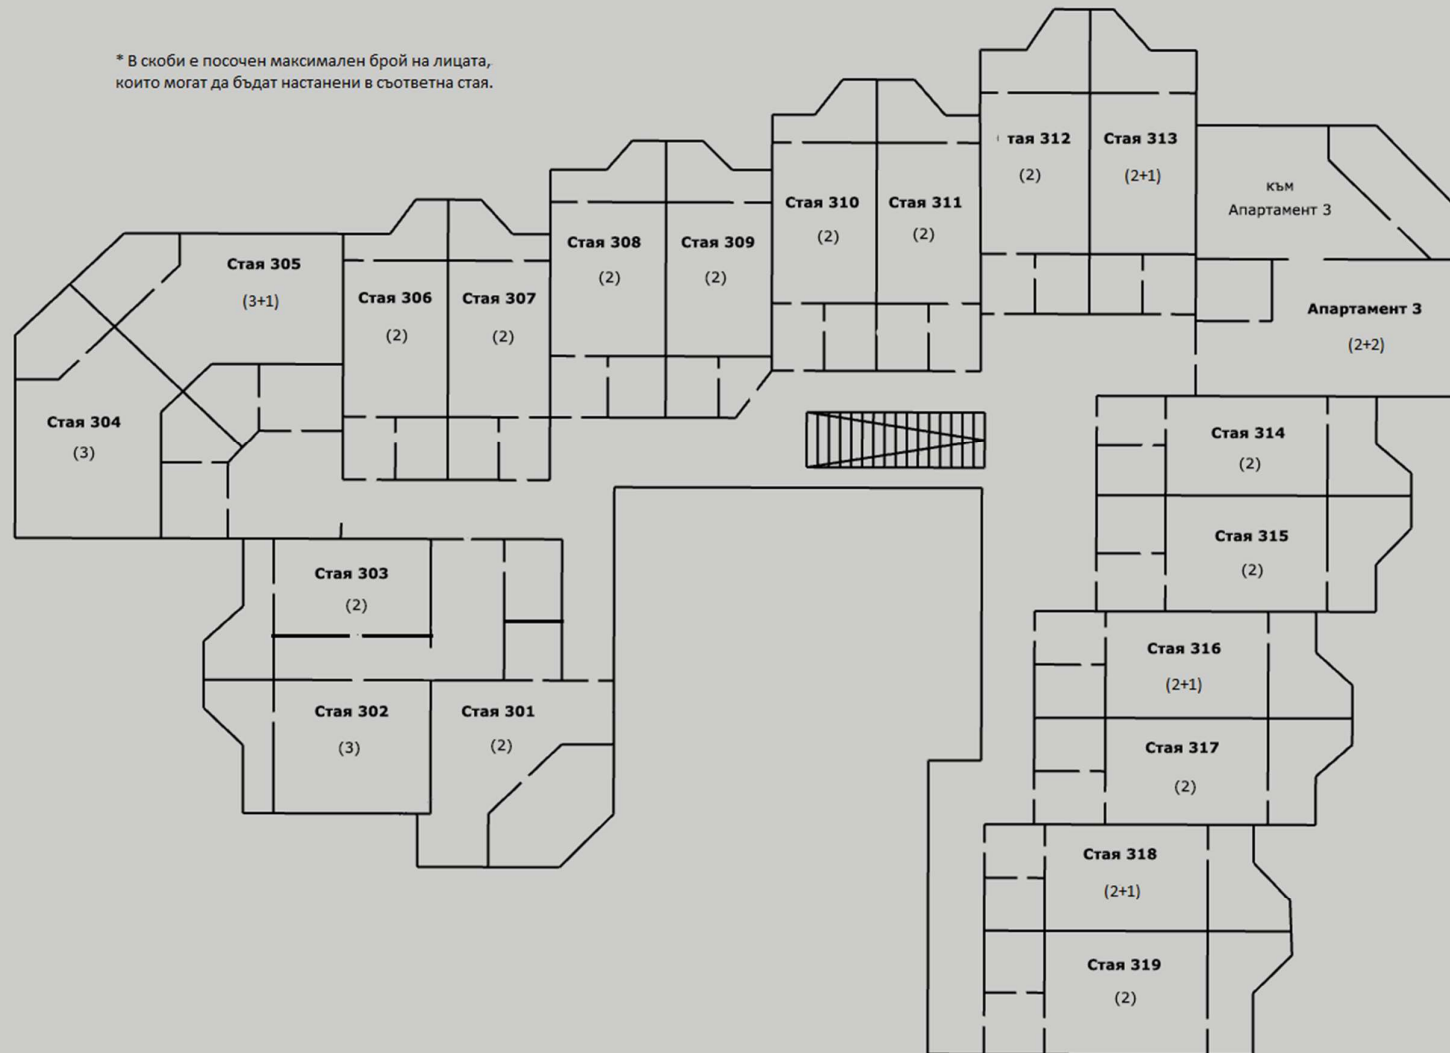 * В скоби е посочен максимален брой на лицата,
които могат да бъдат настанени в съответна стая.
Стая 312
(2)
Стая 313
(2+1)
към
Апартамент 3
Стая 310
(2)
Стая 311
(2)
Стая 308
(2)
Стая 309
(2)
Стая 305
(3+1)
Стая 306
(2)
Стая 307
(2)
Апартамент 3
(2+2)
Стая 304
(3)
Стая 314
(2)
Стая 315
(2)
Стая 303
(2)
Стая 302
(3)
Стая 301
(2)
Стая 316
(2+1)
Стая 317
(2)
Стая 318
(2+1)
Стая 319
(2)